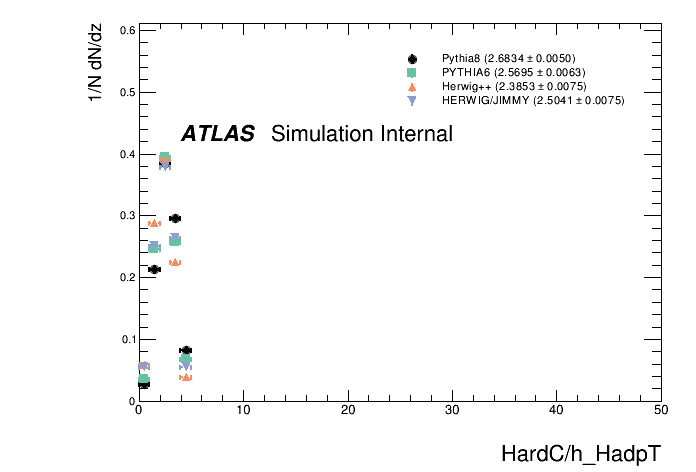 1/N dN/dz
0.6
0.5
0.4
0.3
0.2
0.1
0
0
10
20
30
40
50
Pythia8 (2.6834 ± 0.0050)
PYTHIA6 (2.5695 ± 0.0063)
Herwig++ (2.3853 ± 0.0075)
HERWIG/JIMMY (2.5041 ± 0.0075)
ATLAS Simulation Internal
HardC/h_HadpT